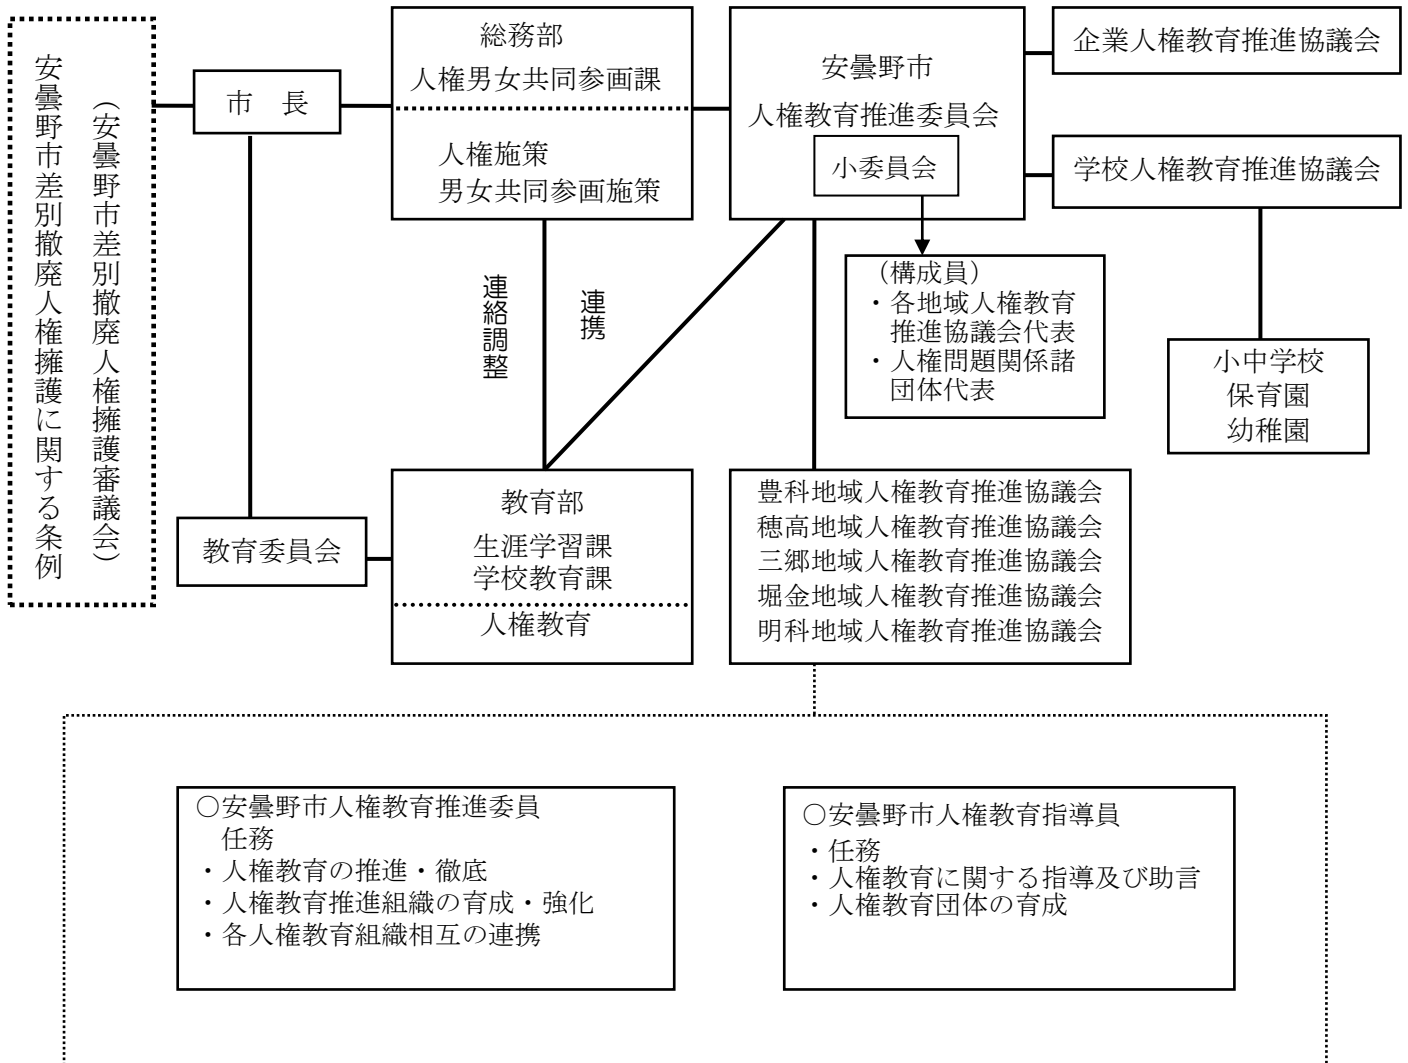 安曇野市差別撤廃人権擁護に関する条例
（安曇野市差別撤廃人権擁護審議会）
市　長
総務部
人権男女共同参画課
人権施策
男女共同参画施策
安曇野市
人権教育推進委員会
小委員会
企業人権教育推進協議会
学校人権教育推進協議会
（構成員）
・各地域人権教育
推進協議会代表
・人権問題関係諸
団体代表
小中学校
保育園
幼稚園
連絡調整
連携
教育委員会
教育部
生涯学習課
学校教育課
人権教育
豊科地域人権教育推進協議会
穂高地域人権教育推進協議会
三郷地域人権教育推進協議会
堀金地域人権教育推進協議会
明科地域人権教育推進協議会
○安曇野市人権教育推進委員
任務
・人権教育の推進・徹底
・人権教育推進組織の育成・強化
・各人権教育組織相互の連携
○安曇野市人権教育指導員
・任務
・人権教育に関する指導及び助言
・人権教育団体の育成